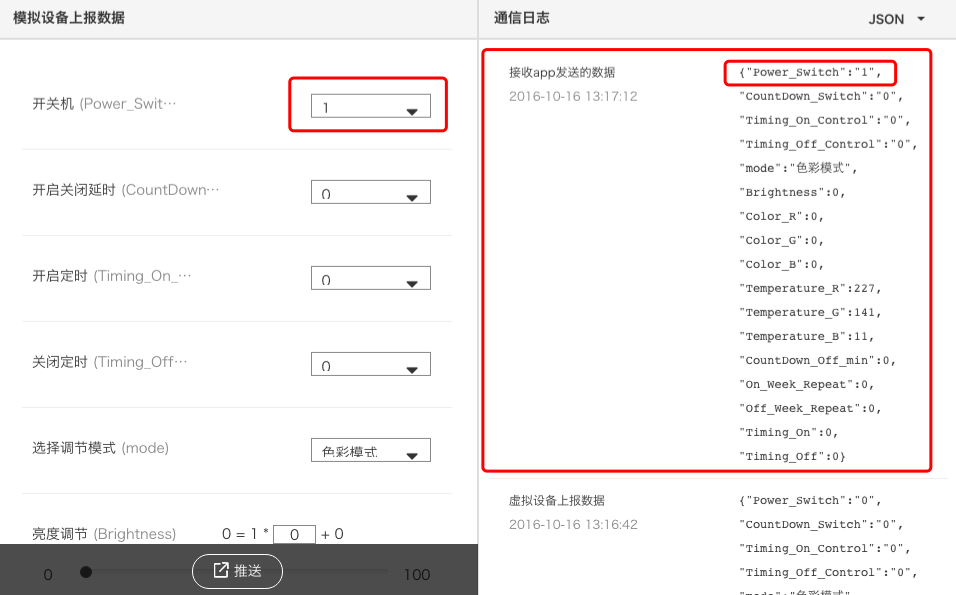 模拟设备上报数据
开关机 (Power_Swit···
1
开启关闭延时 (CountDown···
0
开启定时 (Timing_On_···
0
关闭定时 (Timing_Off···
0
选择调节模式 (mode)
色彩模式
亮度调节 (Brightness)
0 = 1 * 0 + 0
0
推送
100
通信日志
JSON
接收app发送的数据
2016-10-16 13:17:12
{"Power_Switch":"1",
"CountDown_Switch":"0",
"Timing_On_Control":"0",
"Timing_Off_Control":"0",
"mode":"色彩模式",
"Brightness":0,
"Color_R":0,
"Color_G":0,
"Color_B":0,
"Temperature_R":227,
"Temperature_G":141,
"Temperature_B":11,
"CountDown_Off_min":0,
"On_Week_Repeat":0,
"Off_Week_Repeat":0,
"Timing_On":0,
"Timing_Off":0}
虚拟设备上报数据
2016-10-16 13:16:42
{"Power_Switch":"0",
"CountDown_Switch":"0",
"Timing_On_Control":"0",
"Timing_Off_Control":"0",
"mode":"色彩模式",